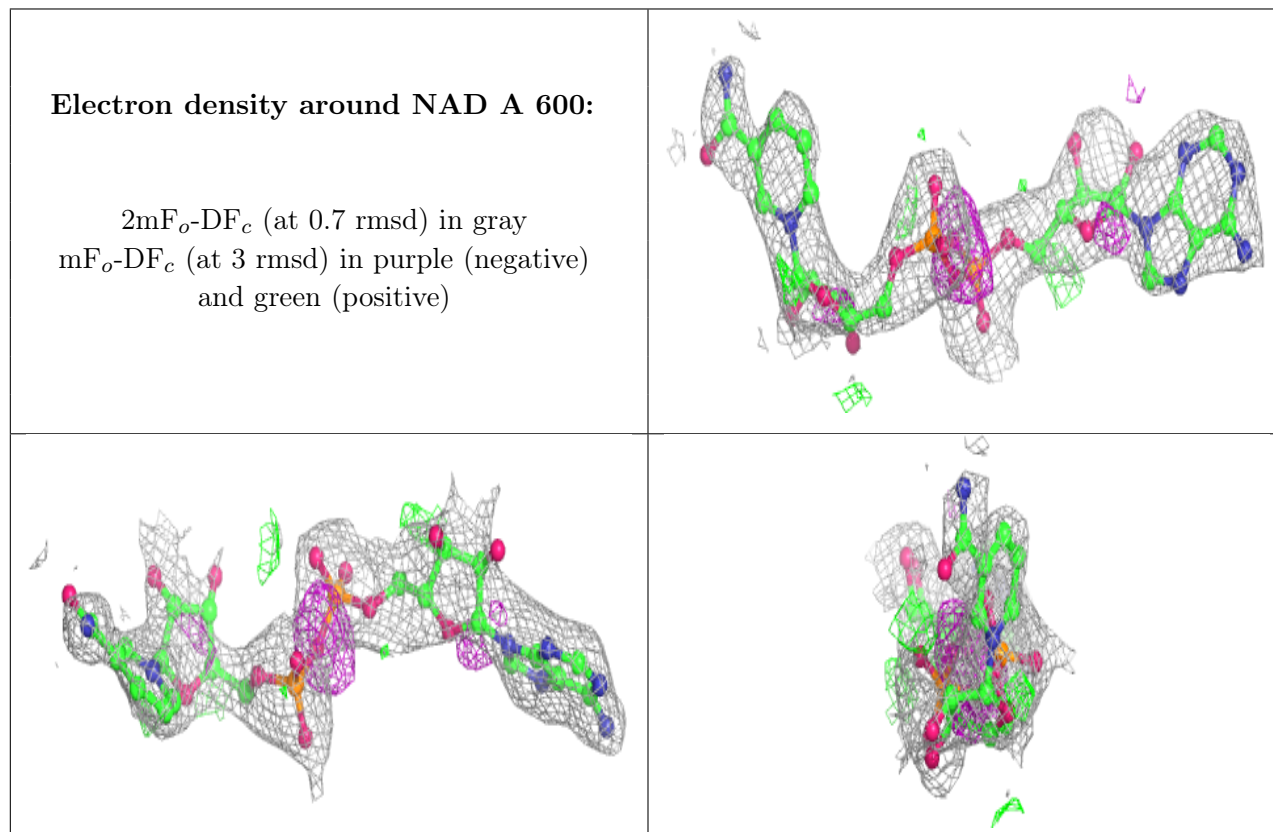 Electron density around NAD A 600:
2mFo-DFc (at 0.7 rmsd) in gray
mFo-DFc (at 3 rmsd) in purple (negative)
and green (positive)